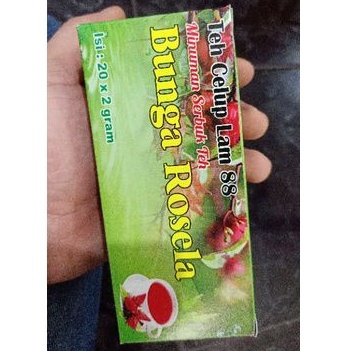 Teh Celup Lam 88
Minuman Serbuk Teh
Bunga Rosela
Isi : 20 x 2 gram